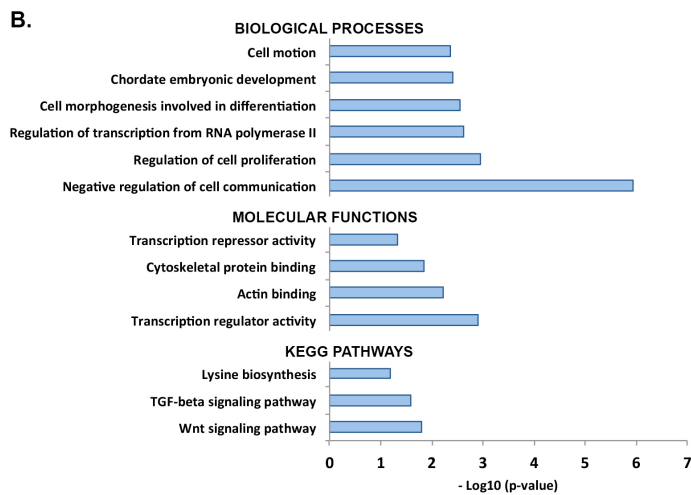 B.
BIOLOGICAL PROCESSES
Cell motion
Chordate embryonic development
Cell morphogenesis involved in differentiation
Regulation of transcription from RNA polymerase II
Regulation of cell proliferation
Negative regulation of cell communication
MOLECULAR FUNCTIONS
Transcription repressor activity
Cytoskeletal protein binding
Actin binding
Transcription regulator activity
KEGG PATHWAYS
Lysine biosynthesis
TGF-beta signaling pathway
Wnt signaling pathway
0 1 2 3 4 5 6 7
- Log10 (p-value)